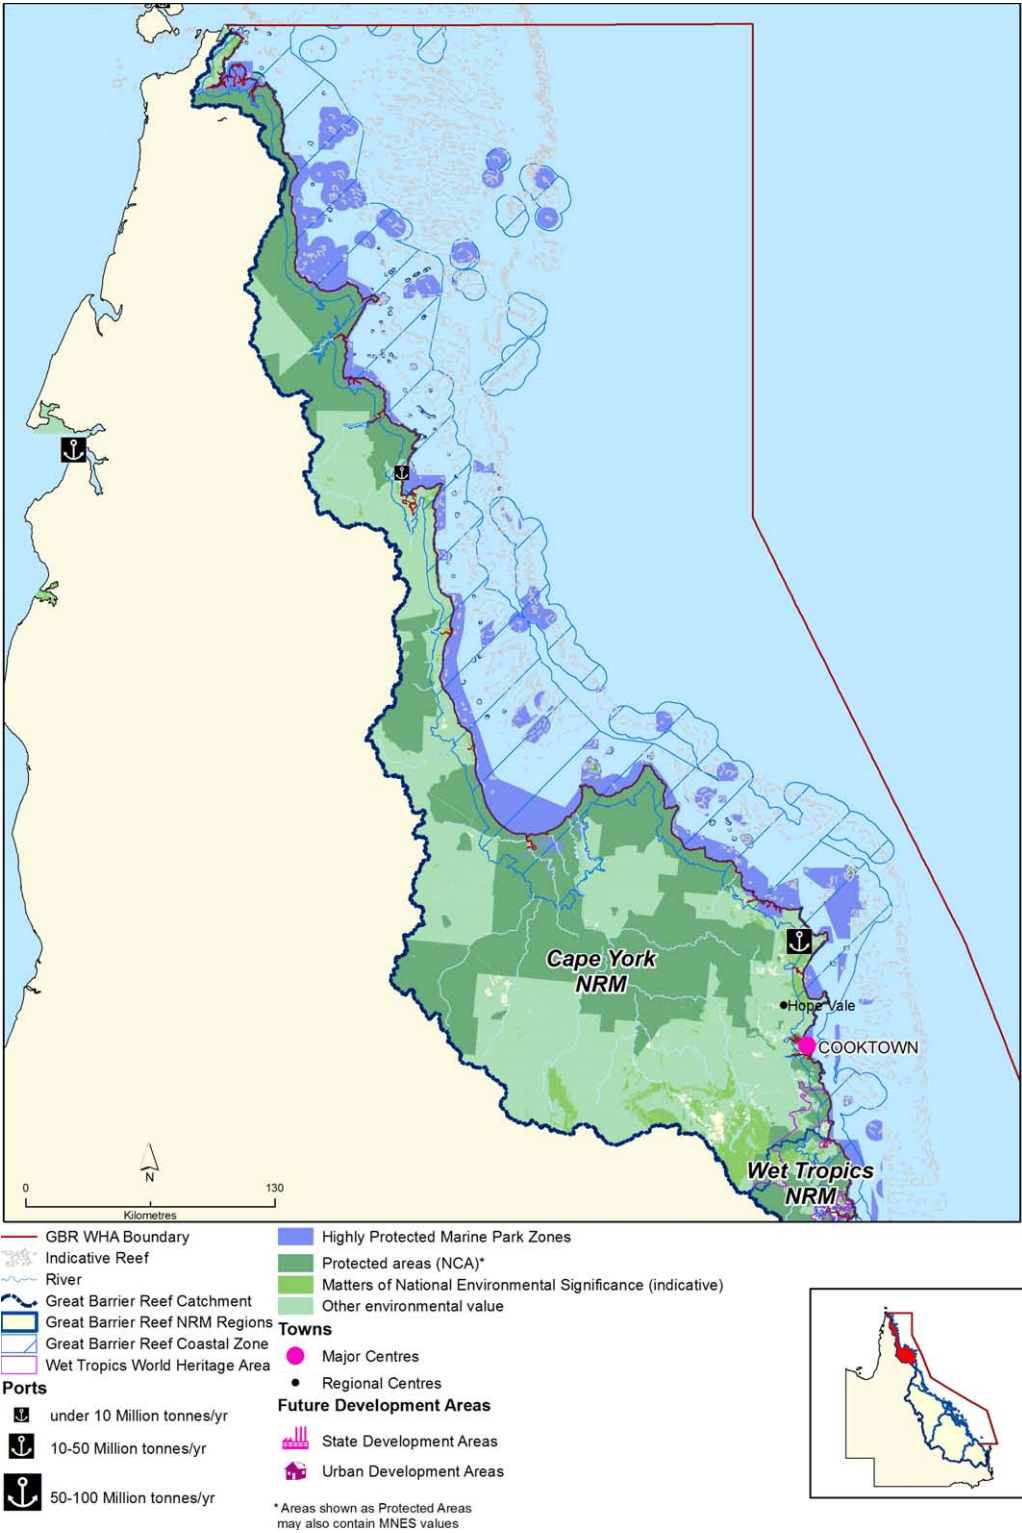 Cape York
NRM
Hope Vale
COOKTOWN
Wet Tropics
NRM
N
0 130
Kilometres
GBR WHA Boundary
Indicative Reef
River
Great Barrier Reef Catchment
Great Barrier Reef NRM Regions
Great Barrier Reef Coastal Zone
Wet Tropics World Heritage Area
Ports
under 10 Million tonnes/yr
10-50 Million tonnes/yr
50-100 Million tonnes/yr
Highly Protected Marine Park Zones
Protected areas (NCA)*
Matters of National Environmental Significance (indicative)
Other environmental value
Towns
Major Centres
Regional Centres
Future Development Areas
State Development Areas
Urban Development Areas
* Areas shown as Protected Areas
may also contain MNES values